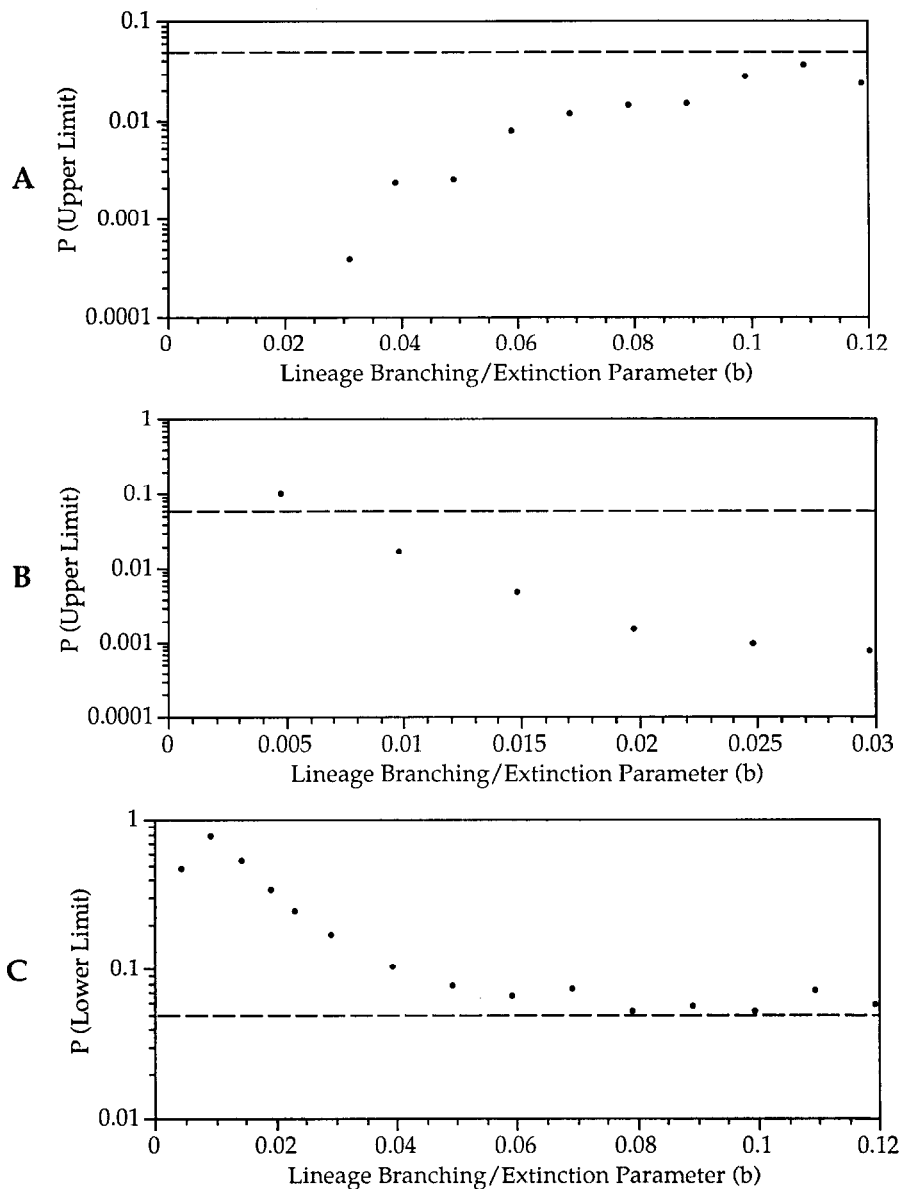 A
P (Upper Limit)
0.1
0.01
0.001
0.0001
0 0.02 0.04 0.06 0.08 0.1 0.12
Lineage Branching/Extinction Parameter (b)
B
P (Upper Limit)
1
0.1
0.01
0.001
0.0001
0 0.005 0.01 0.015 0.02 0.025 0.03
Lineage Branching/Extinction Parameter (b)
C
P (Lower Limit)
1
0.1
0.01
0 0.02 0.04 0.06 0.08 0.1 0.12
Lineage Branching/Extinction Parameter (b)